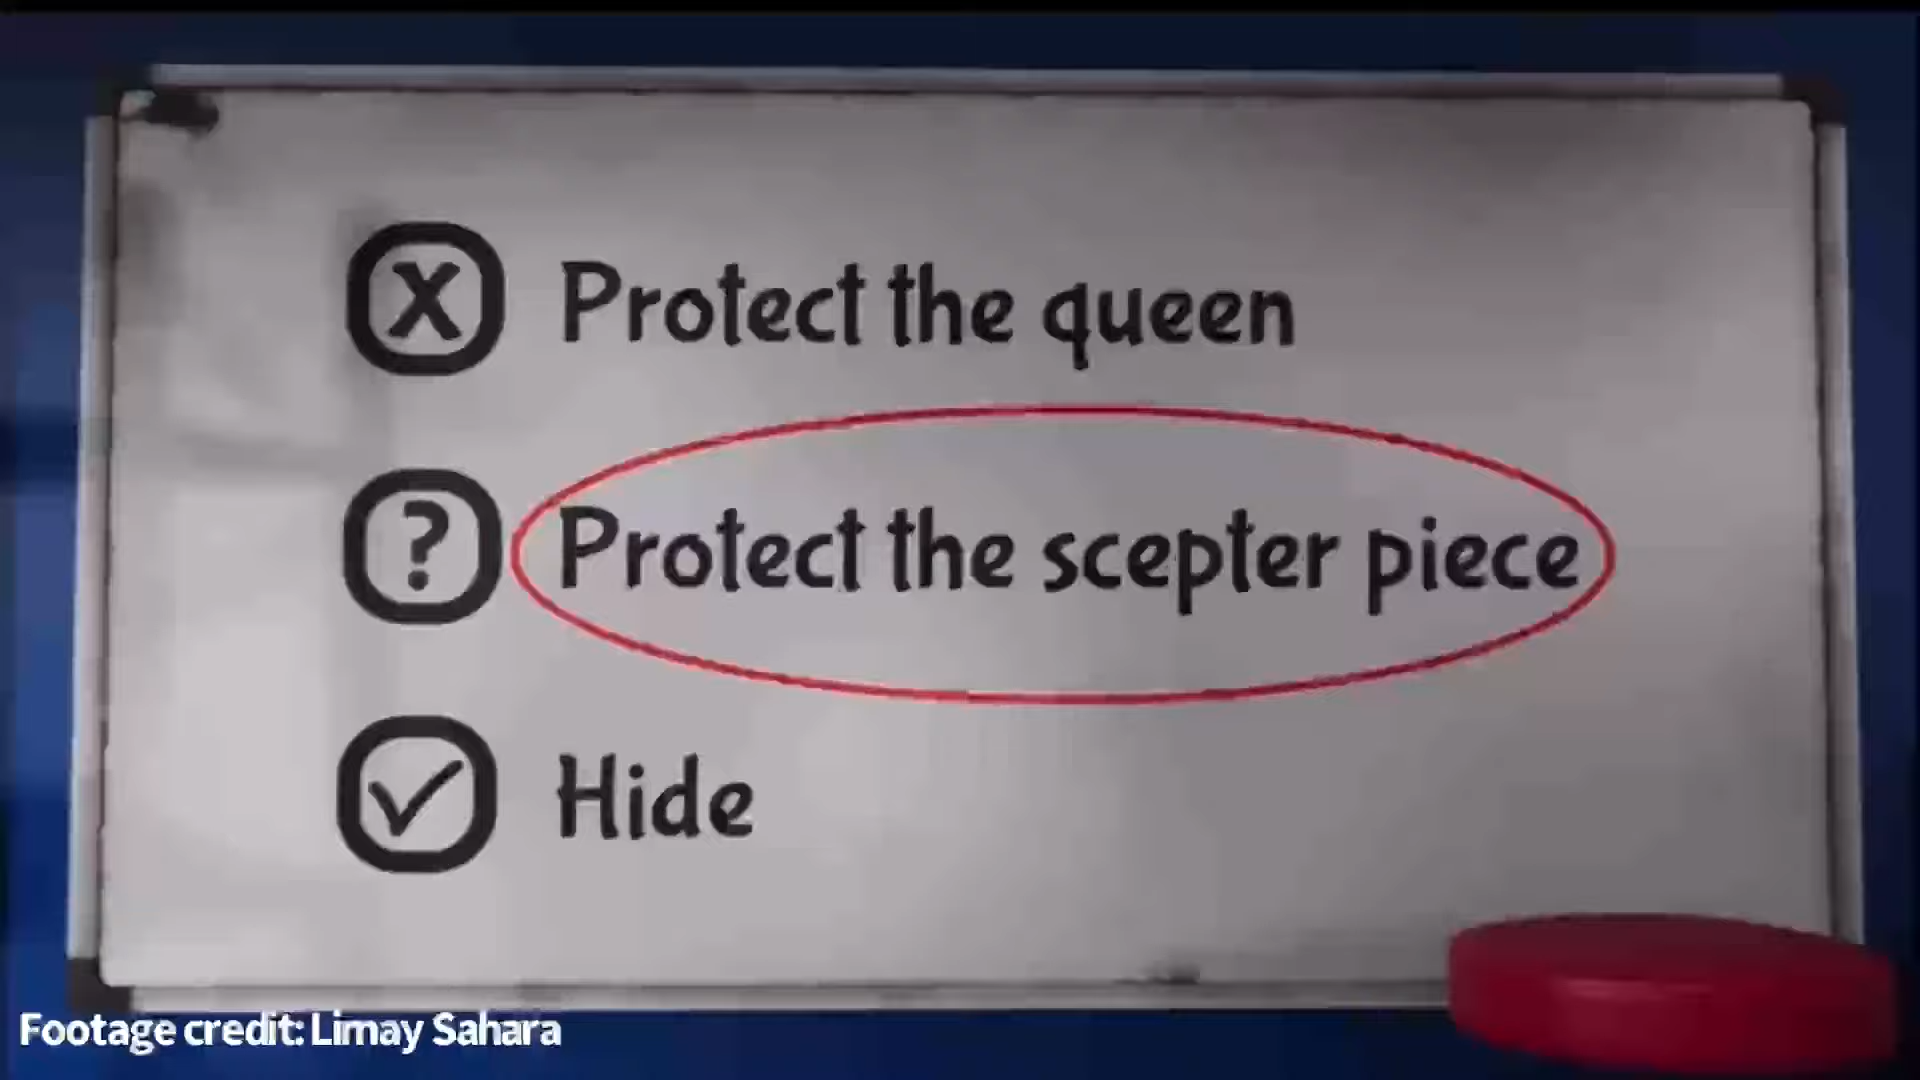 X Protect the queen
? Protect the scepter piece
✓ Hide
Footage credit: Limay Sahara